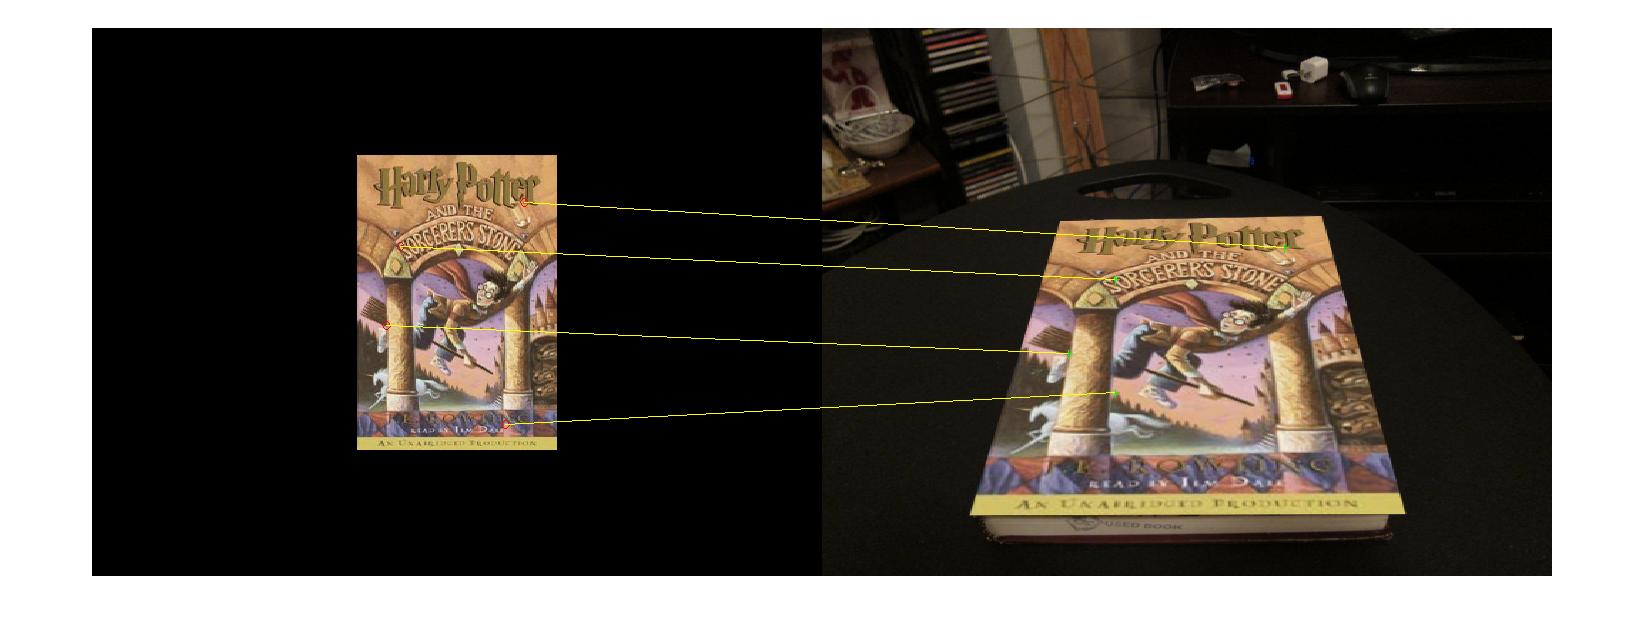 Harry Potter
AND THE
SORCERER'S STONE
J.K. ROWLING
READ BY JIM DALE
AN UNABRIDGED PRODUCTION
Harry Potter
AND THE
SORCERER'S STONE
J.K. ROWLING
READ BY JIM DALE
AN UNABRIDGED PRODUCTION
USED BOOK